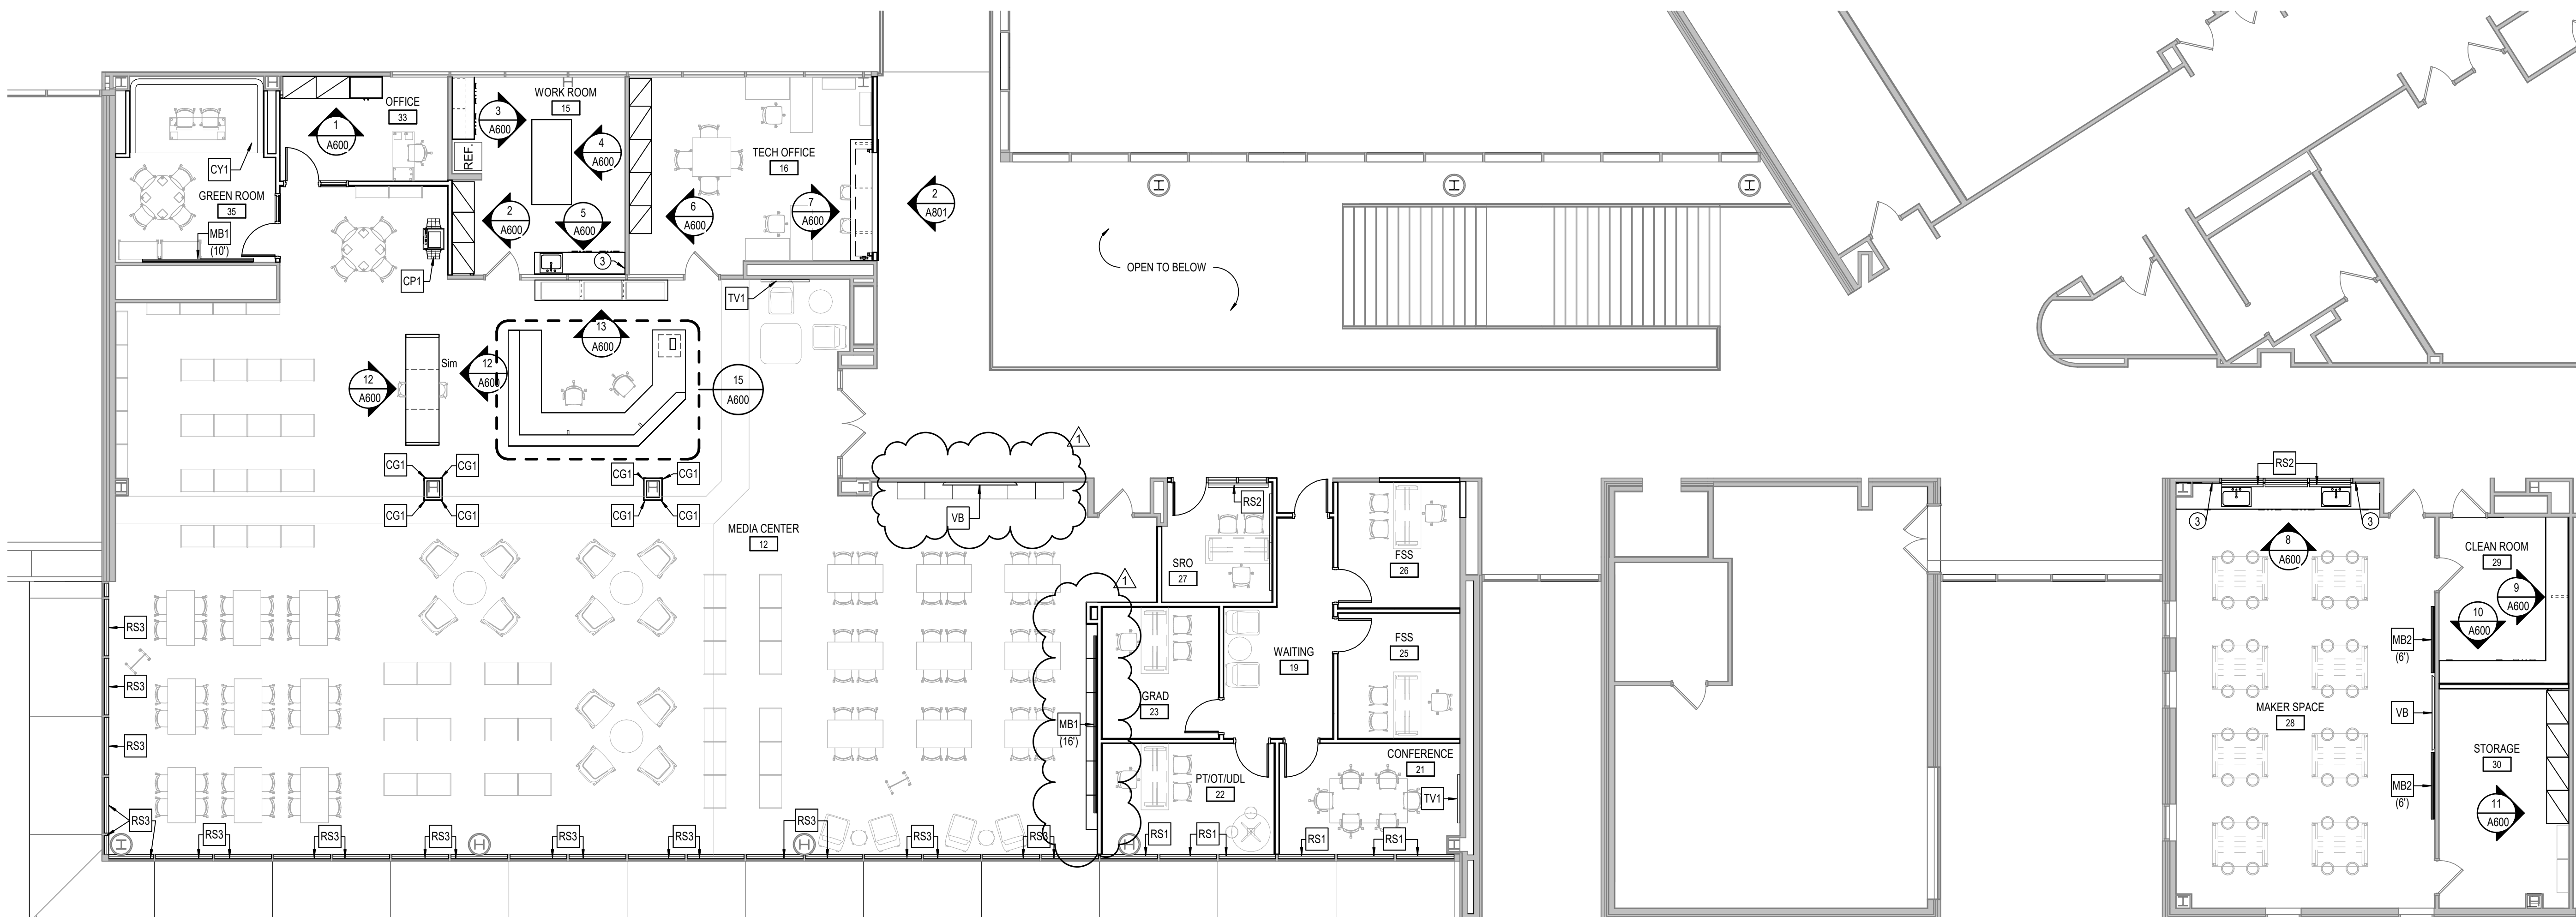 OFFICE
33
1
A600
WORK ROOM
15
3
A600
4
A600
REF.
TECH OFFICE
16
CY1
GREEN ROOM
35
MB1
(10')
2
A600
5
A600
3
6
A600
7
A600
2
A801
CP1
TV1
OPEN TO BELOW
13
A600
Sim
12
A600
12
A600
15
A600
CG1
CG1
CG1
CG1
CG1
CG1
CG1
CG1
1
VB
MEDIA CENTER
12
RS2
SRO
27
FSS
26
1
RS3
RS3
RS3
RS3
WAITING
19
FSS
25
GRAD
23
MB1
(16')
PT/OT/UDL
22
CONFERENCE
21
TV1
RS3
RS3
RS3
RS3
RS3
RS3
RS3
RS3
RS1
RS1
RS1
RS1
RS2
3
3
8
A600
CLEAN ROOM
29
9
A600
10
A600
MB2
(6')
MAKER SPACE
28
VB
STORAGE
30
MB2
(6')
11
A600